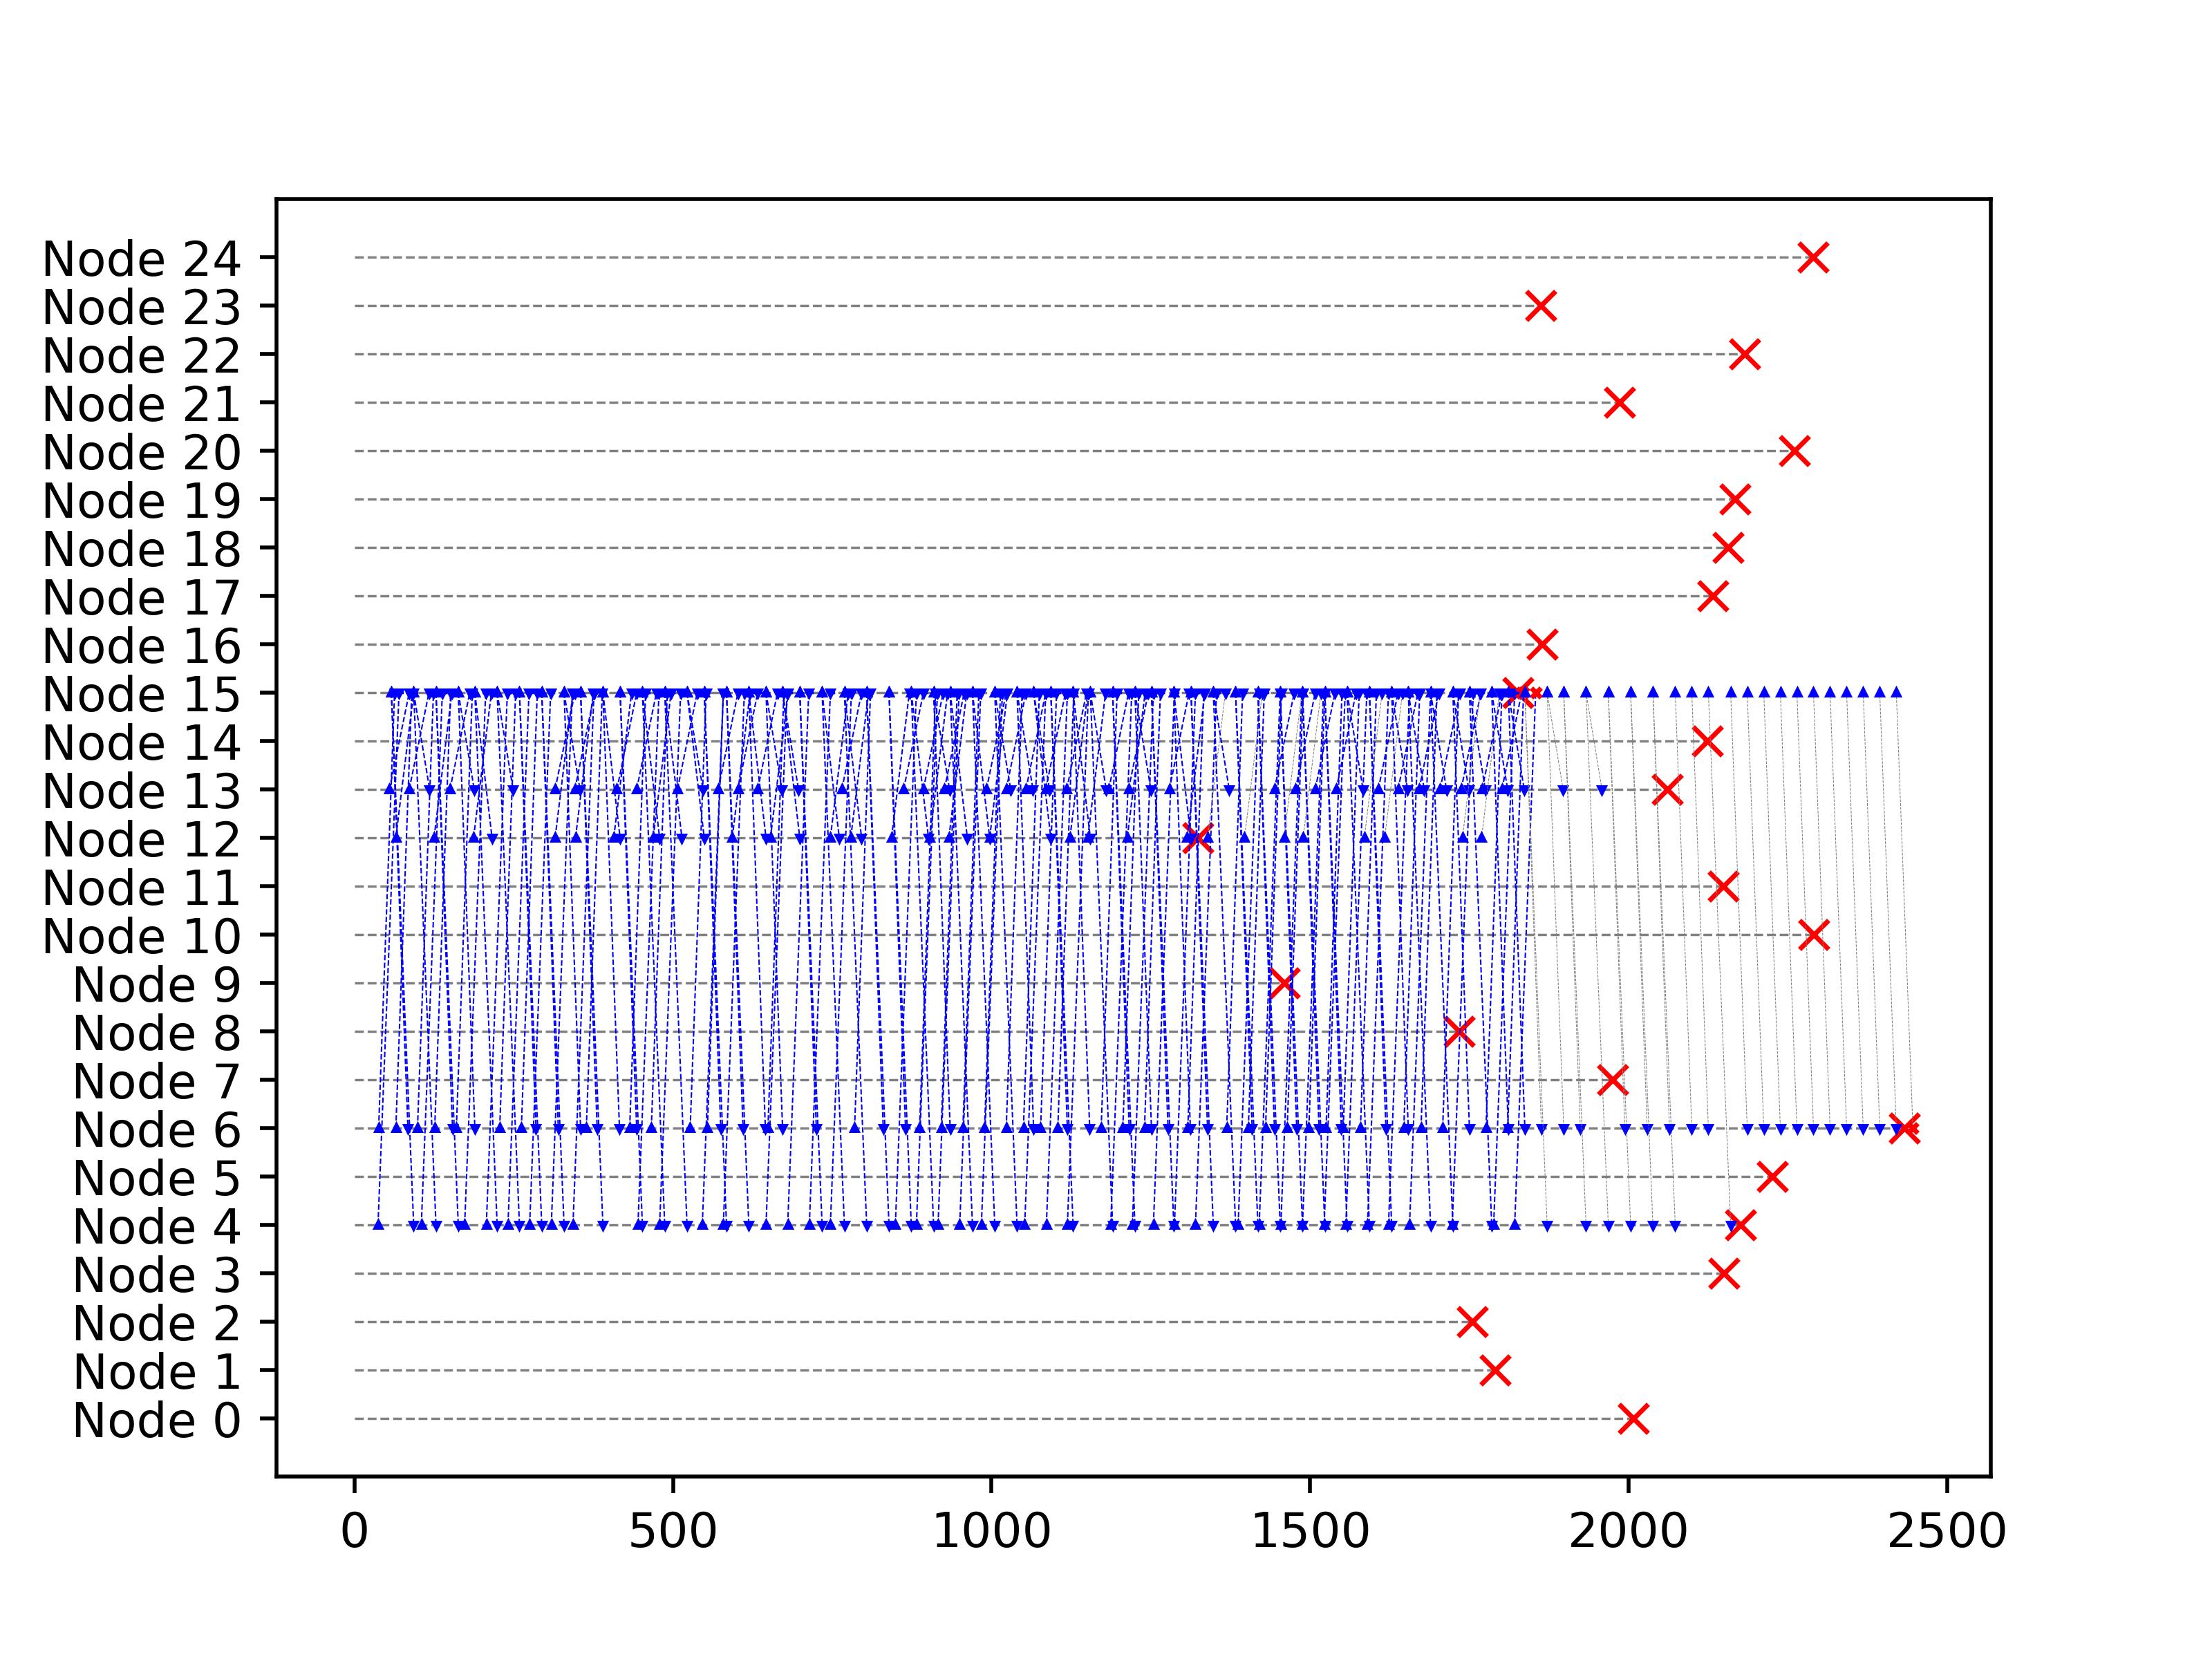 Node 24
Node 23
Node 22
Node 21
Node 20
Node 19
Node 18
Node 17
Node 16
Node 15
Node 14
Node 13
Node 12
Node 11
Node 10
Node 9
Node 8
Node 7
Node 6
Node 5
Node 4
Node 3
Node 2
Node 1
Node 0
0 500 1000 1500 2000 2500